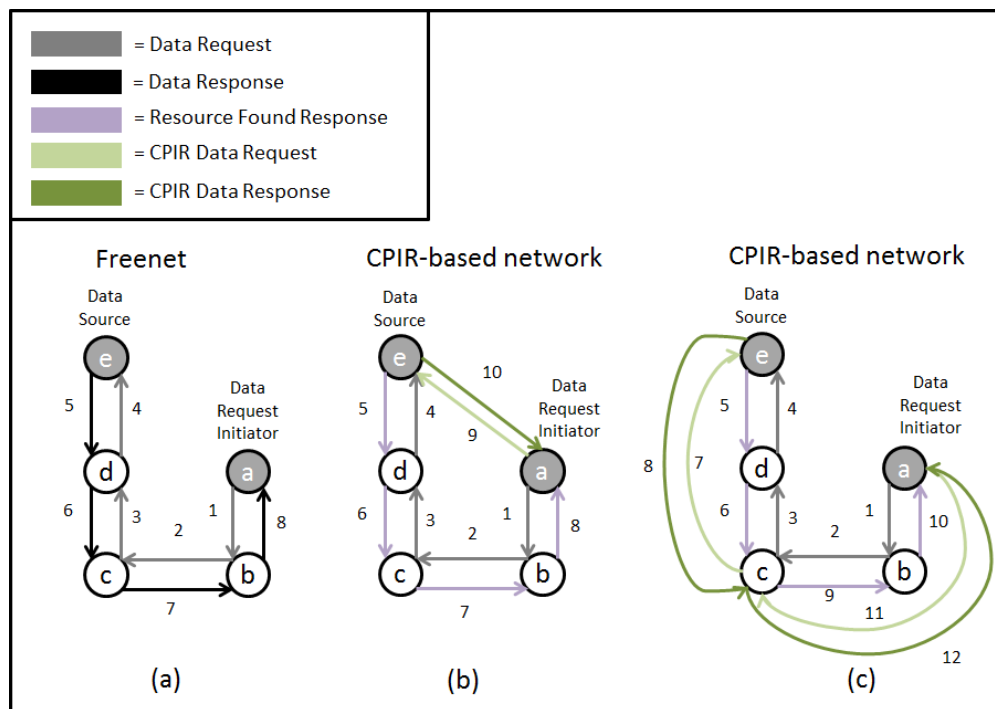 = Data Request
= Data Response
= Resource Found Response
= CPIR Data Request
= CPIR Data Response
Freenet
Data
Source
e
5
4
Data
Request
Initiator
d
a
6
3
2
1
8
c
b
7
(a)
CPIR-based network
Data
Source
e
10
5
4
9
Data
Request
Initiator
d
a
6
3
2
1
8
c
b
7
(b)
CPIR-based network
Data
Source
e
5
4
Data
Request
Initiator
8
7
d
a
6
3
2
1
10
c
b
9
11
12
(c)